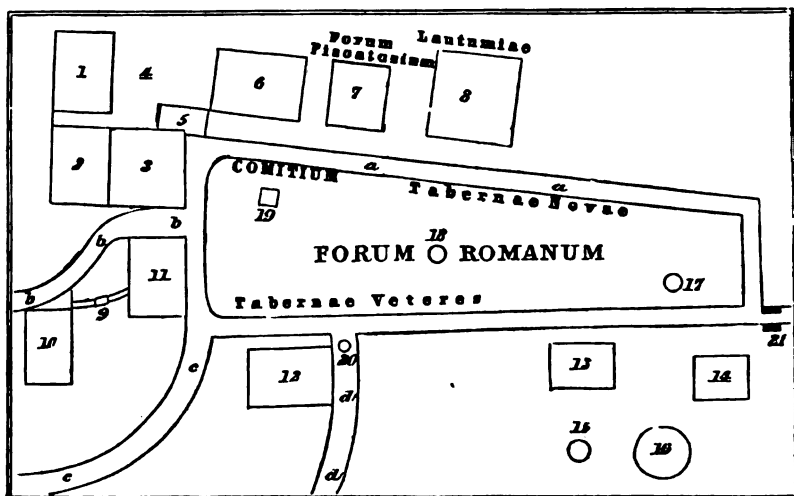 Forum
Piscatorium
Lautumiae
1
4
6
7
8
5
2
3
COMITIUM
a
a
Tabernae Novae
b
19
18
b
FORUM ROMANUM
11
17
b
9
Tabernae Veteres
10
21
20
c
12
13
14
d
15
16
c
d